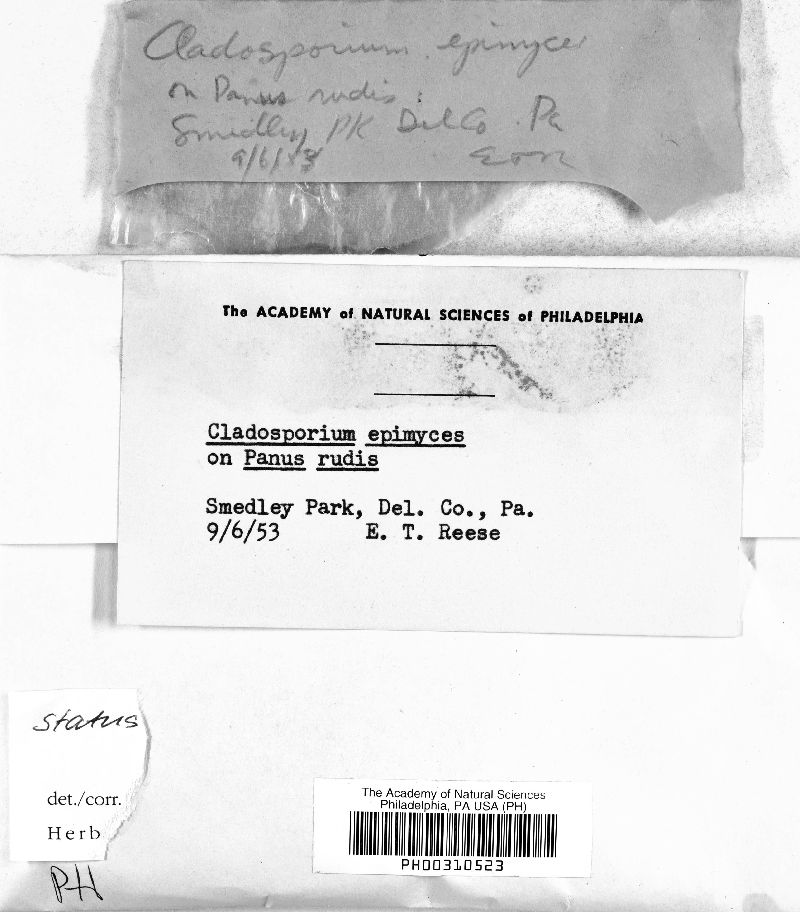 Cladosporium epimyces
on Panus rudis
Smedley PK Del Co Pa
9/6/53
The ACADEMY of NATURAL SCIENCES of PHILADELPHIA
Cladosporium epimyces
on Panus rudis
Smedley Park, Del. Co., Pa.
9/6/53 E. T. Reese
status
det./corr.
Herb
PH
The Academy of Natural Sciences
Philadelphia, PA USA (PH)
PH00310523